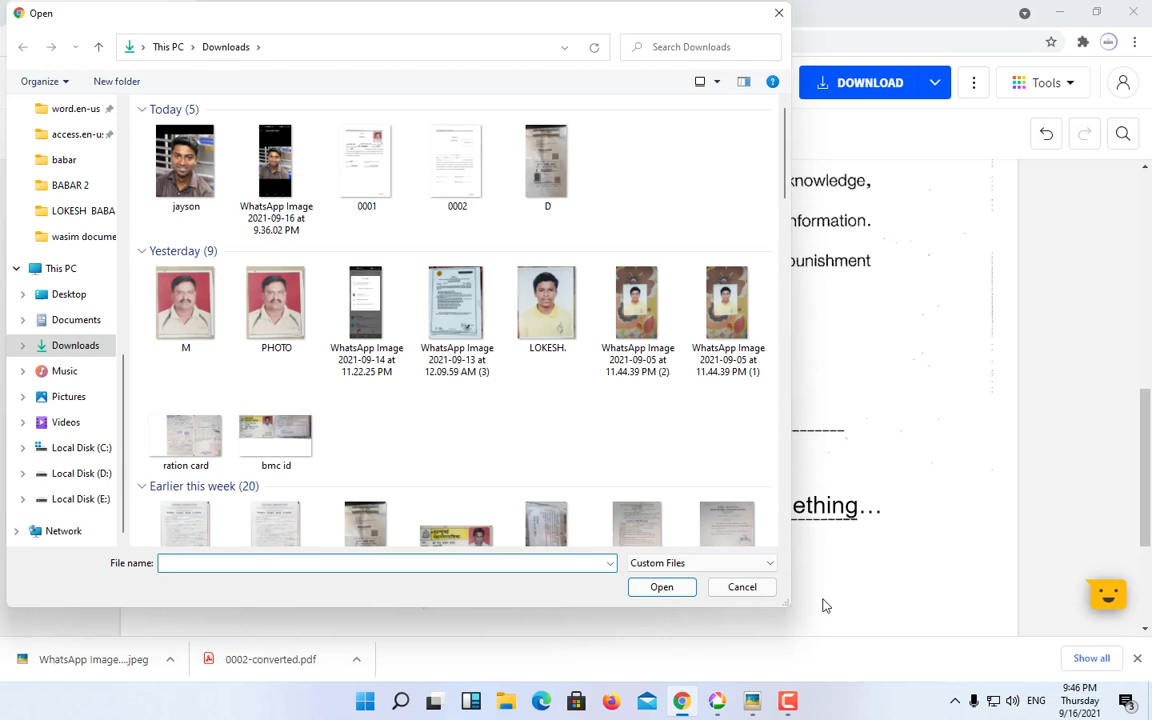 Open
This PC > Downloads >
Search Downloads
Organize
New folder
word.en-us
access.en-us
babar
BABAR 2
LOKESH BABA
wasim docume
This PC
Desktop
Documents
Downloads
Music
Pictures
Videos
Local Disk (C:)
Local Disk (D:)
Local Disk (E:)
Network
Today (5)
jayson
WhatsApp Image
2021-09-16 at
9.36.02 PM
0001
0002
D
Yesterday (9)
M
PHOTO
WhatsApp Image
2021-09-14 at
11.22.25 PM
WhatsApp Image
2021-09-13 at
12.09.59 AM (3)
LOKESH.
WhatsApp Image
2021-09-05 at
11.44.39 PM (2)
WhatsApp Image
2021-09-05 at
11.44.39 PM (1)
ration card
bmc id
Earlier this week (20)
File name:
Custom Files
Open
Cancel
DOWNLOAD
Tools
knowledge,
nformation.
punishment
ething...
WhatsApp Image....jpeg
0002-converted.pdf
Show all
ENG
9:46 PM
Thursday
9/16/2021
3